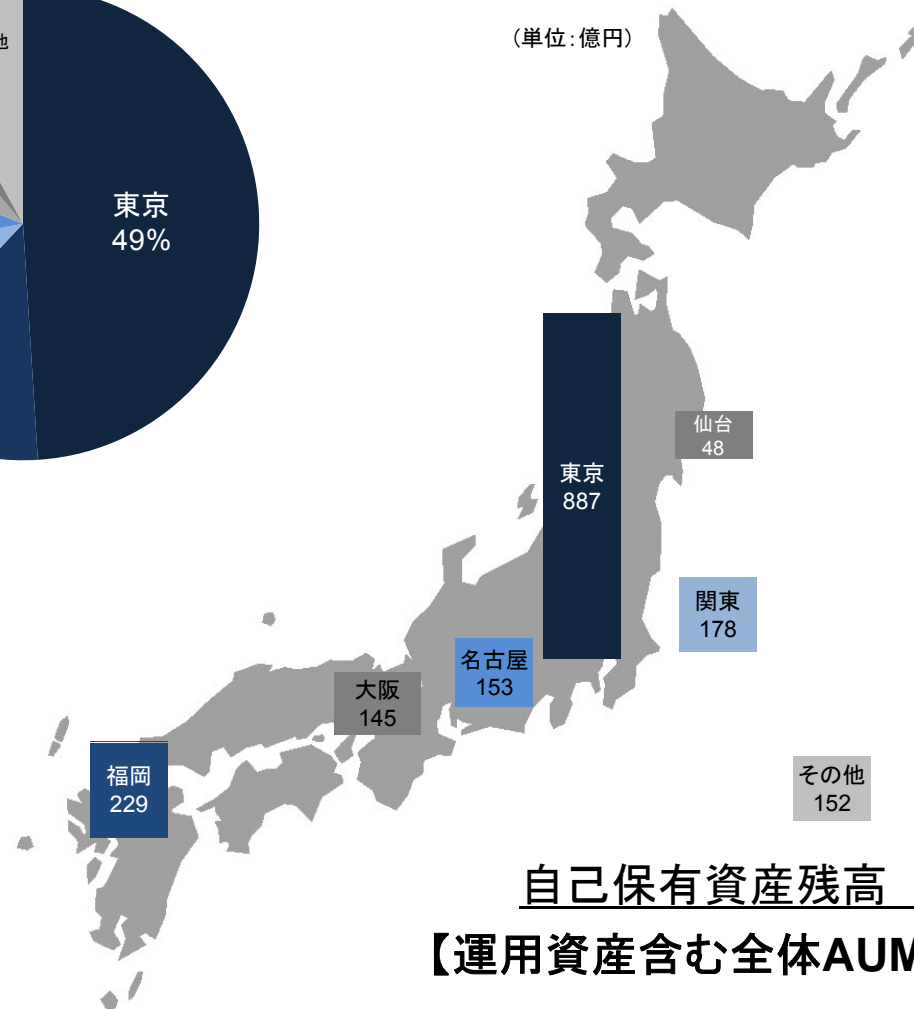 他
（単位：億円）
東京
49%
仙台
48
東京
887
関東
178
名古屋
153
大阪
145
福岡
229
その他
152
自己保有資産残高
【運用資産含む全体AUM